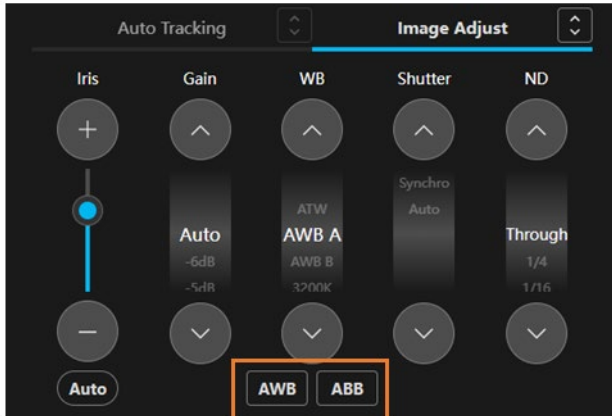 Auto Tracking Image Adjust
Iris Gain WB Shutter ND
Synchro
ATW Auto
Auto AWB A Through
-6dB AWB B 1/4
-5dB 3200K 1/16
Auto AWB ABB